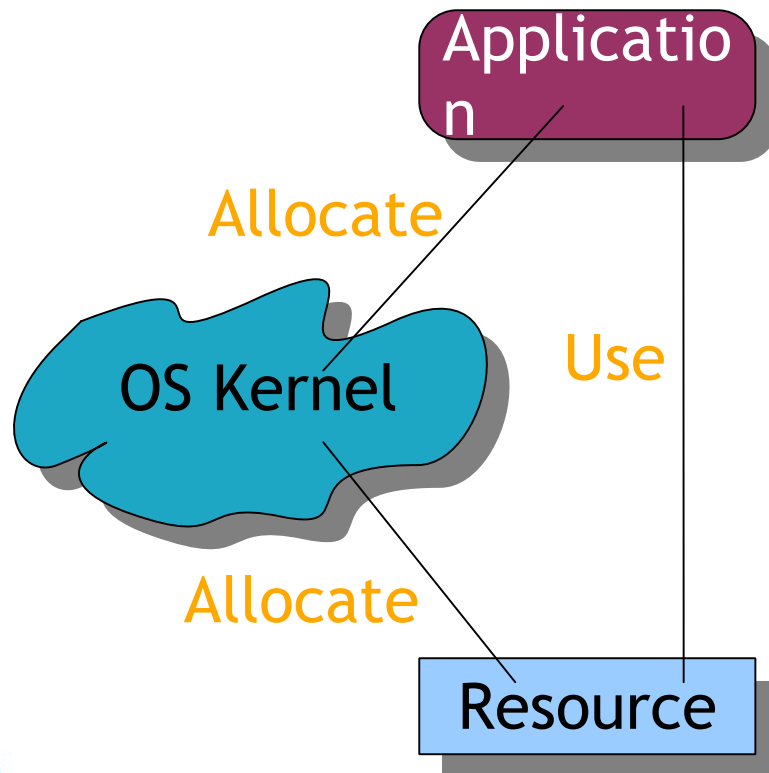 Applicatio
n
Allocate
Use
OS Kernel
Allocate
Resource